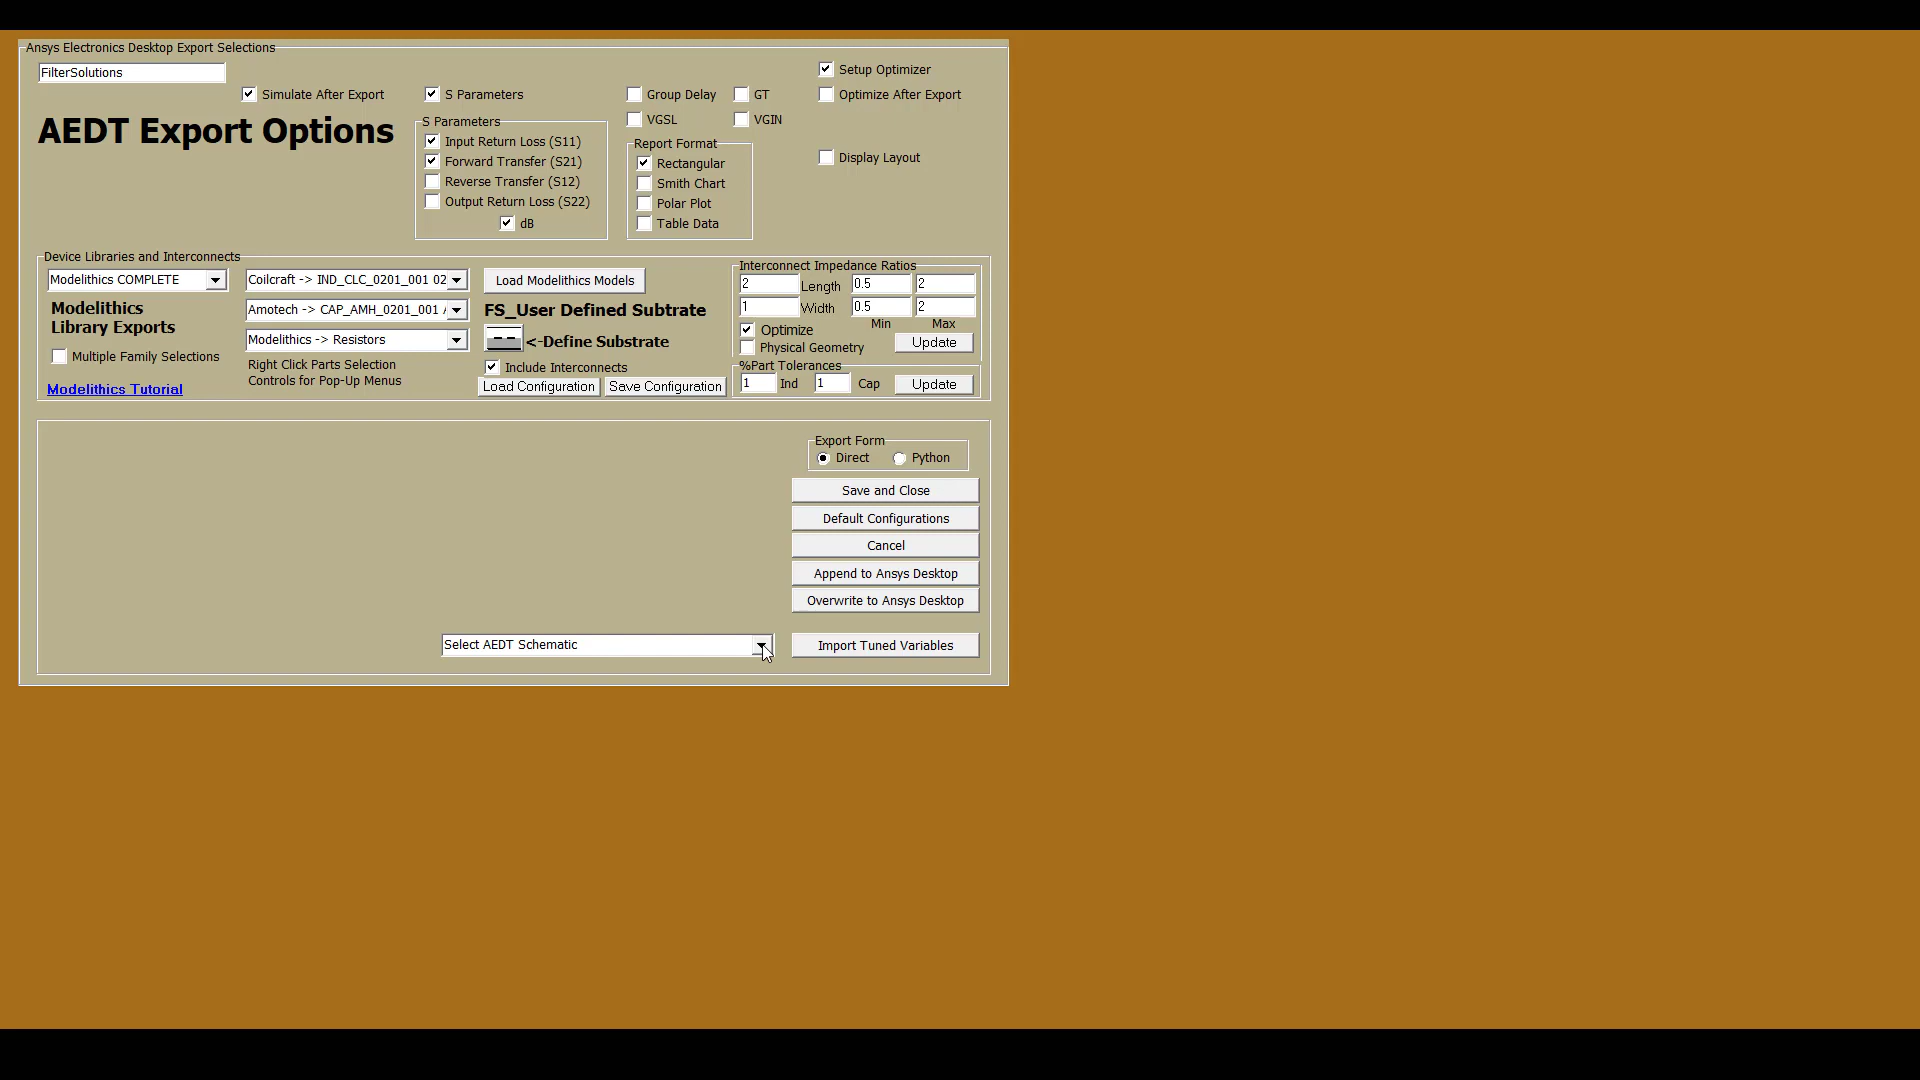 Ansys Electronics Desktop Export Selections
FilterSolutions
Setup Optimizer
Simulate After Export
S Parameters
Group Delay
GT
Optimize After Export
AEDT Export Options
S Parameters
VGSL
VGIN
Input Return Loss (S11)
Report Format
Forward Transfer (S21)
Rectangular
Display Layout
Reverse Transfer (S12)
Smith Chart
Output Return Loss (S22)
Polar Plot
dB
Table Data
Device Libraries and Interconnects
Modelithics COMPLETE
Coilcraft -> IND_CLC_0201_001 02
Load Modelithics Models
Interconnect Impedance Ratios
2 Length 0.5 2
Modelithics
Library Exports
Amotech -> CAP_AMH_0201_001
FS_User Defined Subtrate
1 Width 0.5 2
Min Max
Modelithics -> Resistors
<-Define Substrate
Optimize
Physical Geometry
Update
Multiple Family Selections
Right Click Parts Selection
Controls for Pop-Up Menus
Include Interconnects
%Part Tolerances
Modelithics Tutorial
Load Configuration
Save Configuration
1 Ind 1 Cap
Update
Export Form
Direct
Python
Save and Close
Default Configurations
Cancel
Append to Ansys Desktop
Overwrite to Ansys Desktop
Select AEDT Schematic
Import Tuned Variables